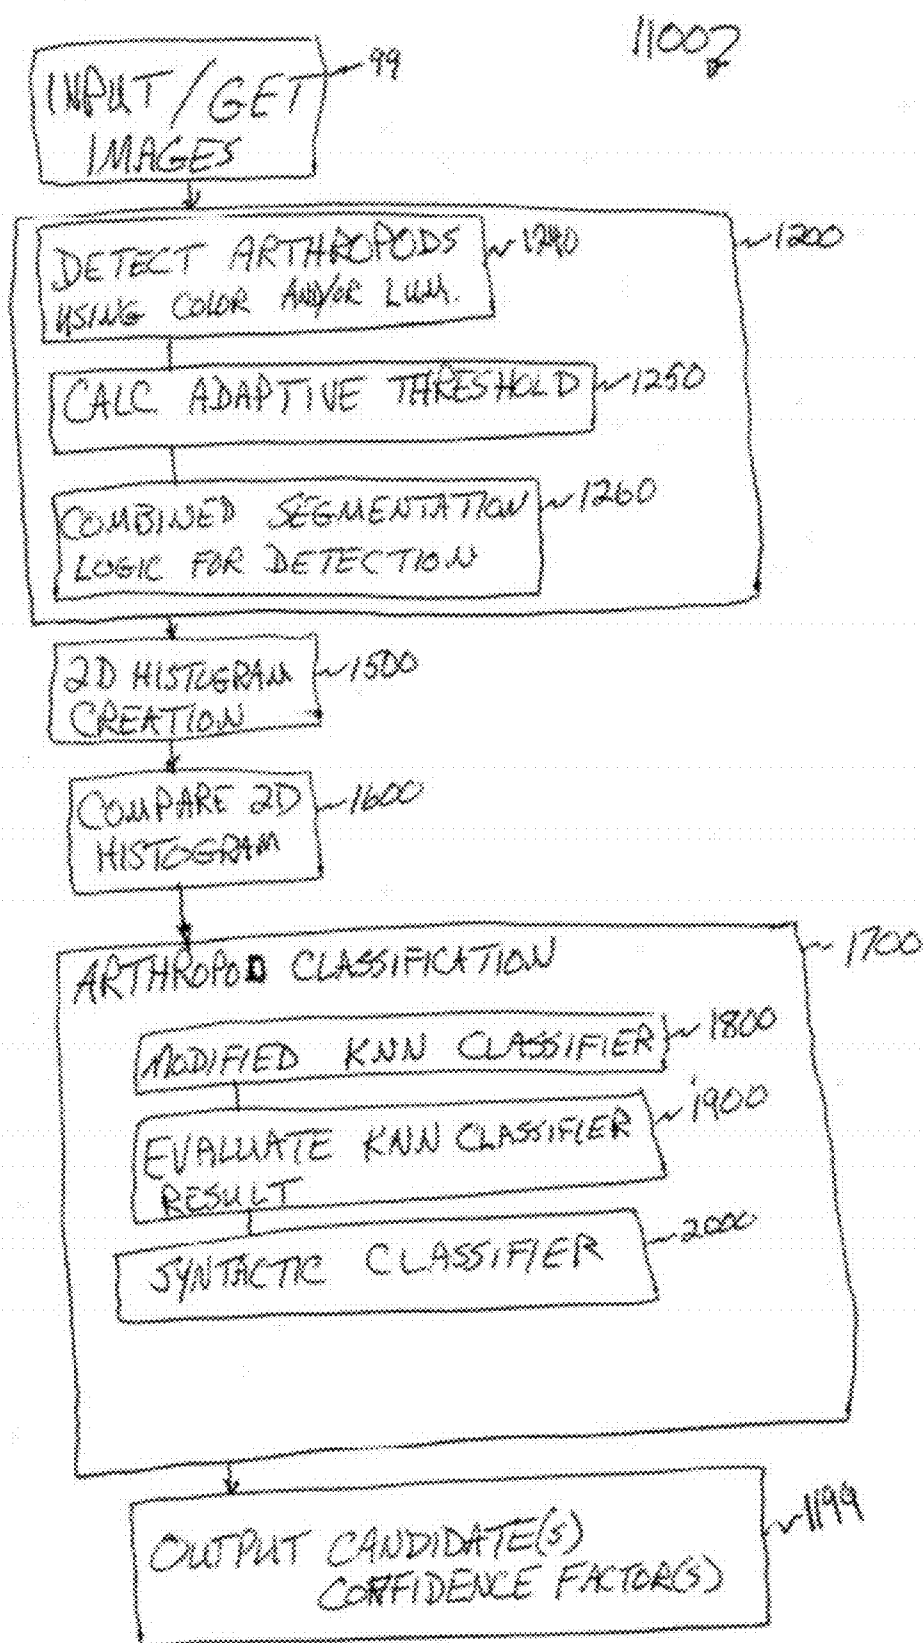 1100
INPUT / GET
IMAGES
99
1200
DETECT ARTHROPODS
USING COLOR AND/OR LUM.
1240
CALC ADAPTIVE THRESHOLD
1250
COMBINED SEGMENTATION
LOGIC FOR DETECTION
1260
2D HISTOGRAM
CREATION
1500
COMPARE 2D
HISTOGRAM
1600
ARTHROPOD CLASSIFICATION
1700
MODIFIED KNN CLASSIFIER
1800
EVALUATE KNN CLASSIFIER
RESULT
1900
SYNTACTIC CLASSIFIER
2000
OUTPUT CANDIDATE(S)
CONFIDENCE FACTOR(S)
1199